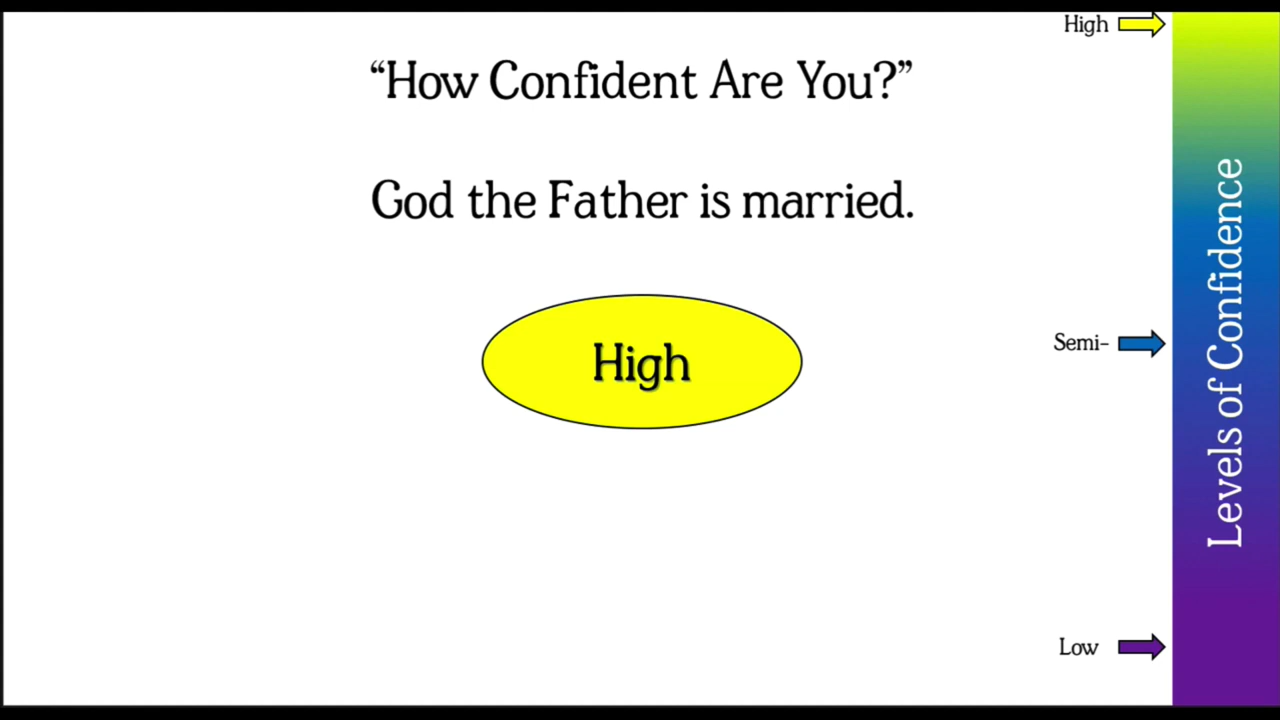 High
“How Confident Are You?”
God the Father is married.
High
Semi-
Low
Levels of Confidence